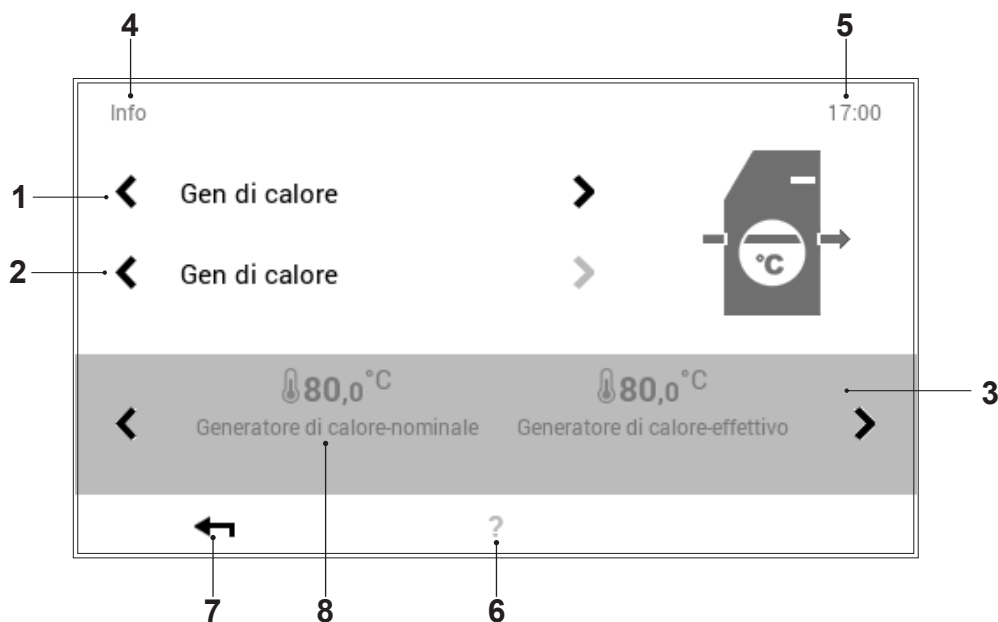 4 5
Info 17:00
1 Gen di calore
2 Gen di calore
°C
80,0°C 80,0°C
3
Generatore di calore-nominale Generatore di calore-effettivo
?
7 8 6